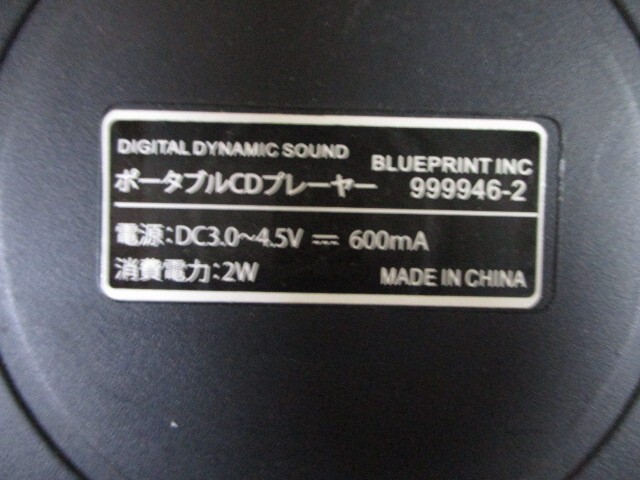 DIGITAL DYNAMIC SOUND
BLUEPRINT INC
ポータブルCDプレーヤー 999946-2
電源:DC3.0~4.5V ⎓ 600mA
消費電力:2W
MADE IN CHINA